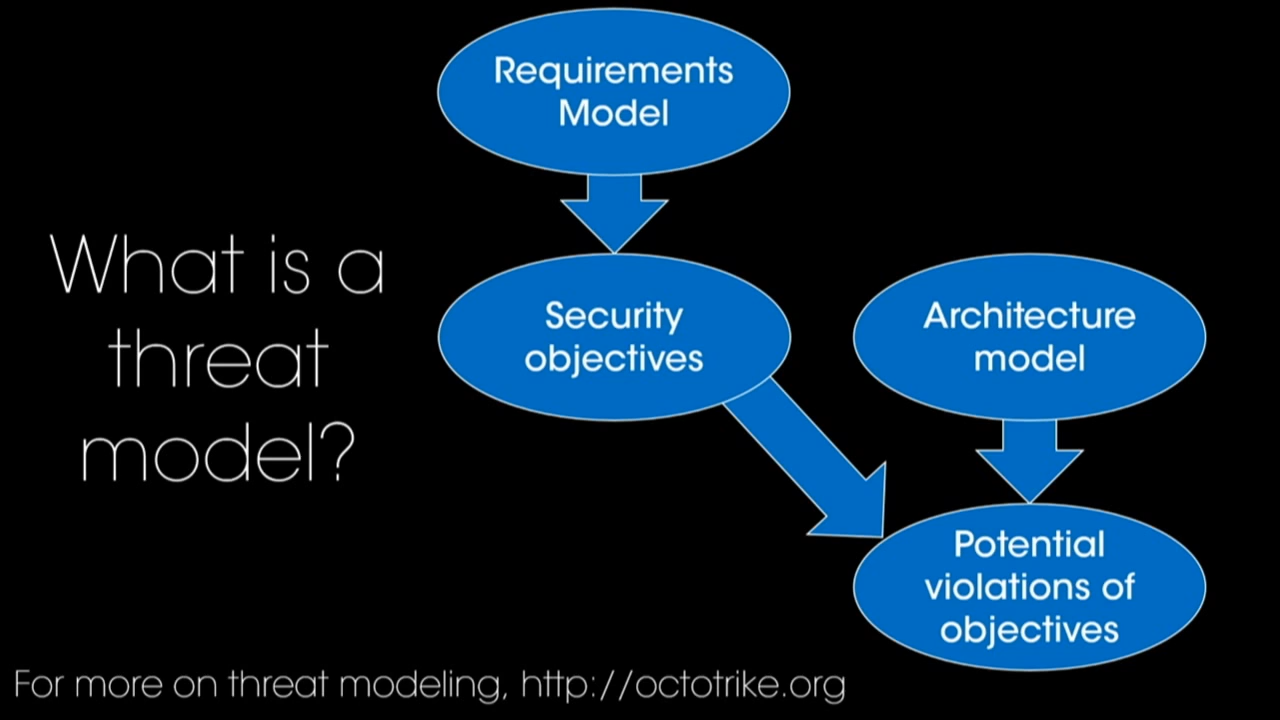 What is a
threat
model?
Requirements
Model
Security
objectives
Architecture
model
Potential
violations of
objectives
For more on threat modeling, http://octotrike.org